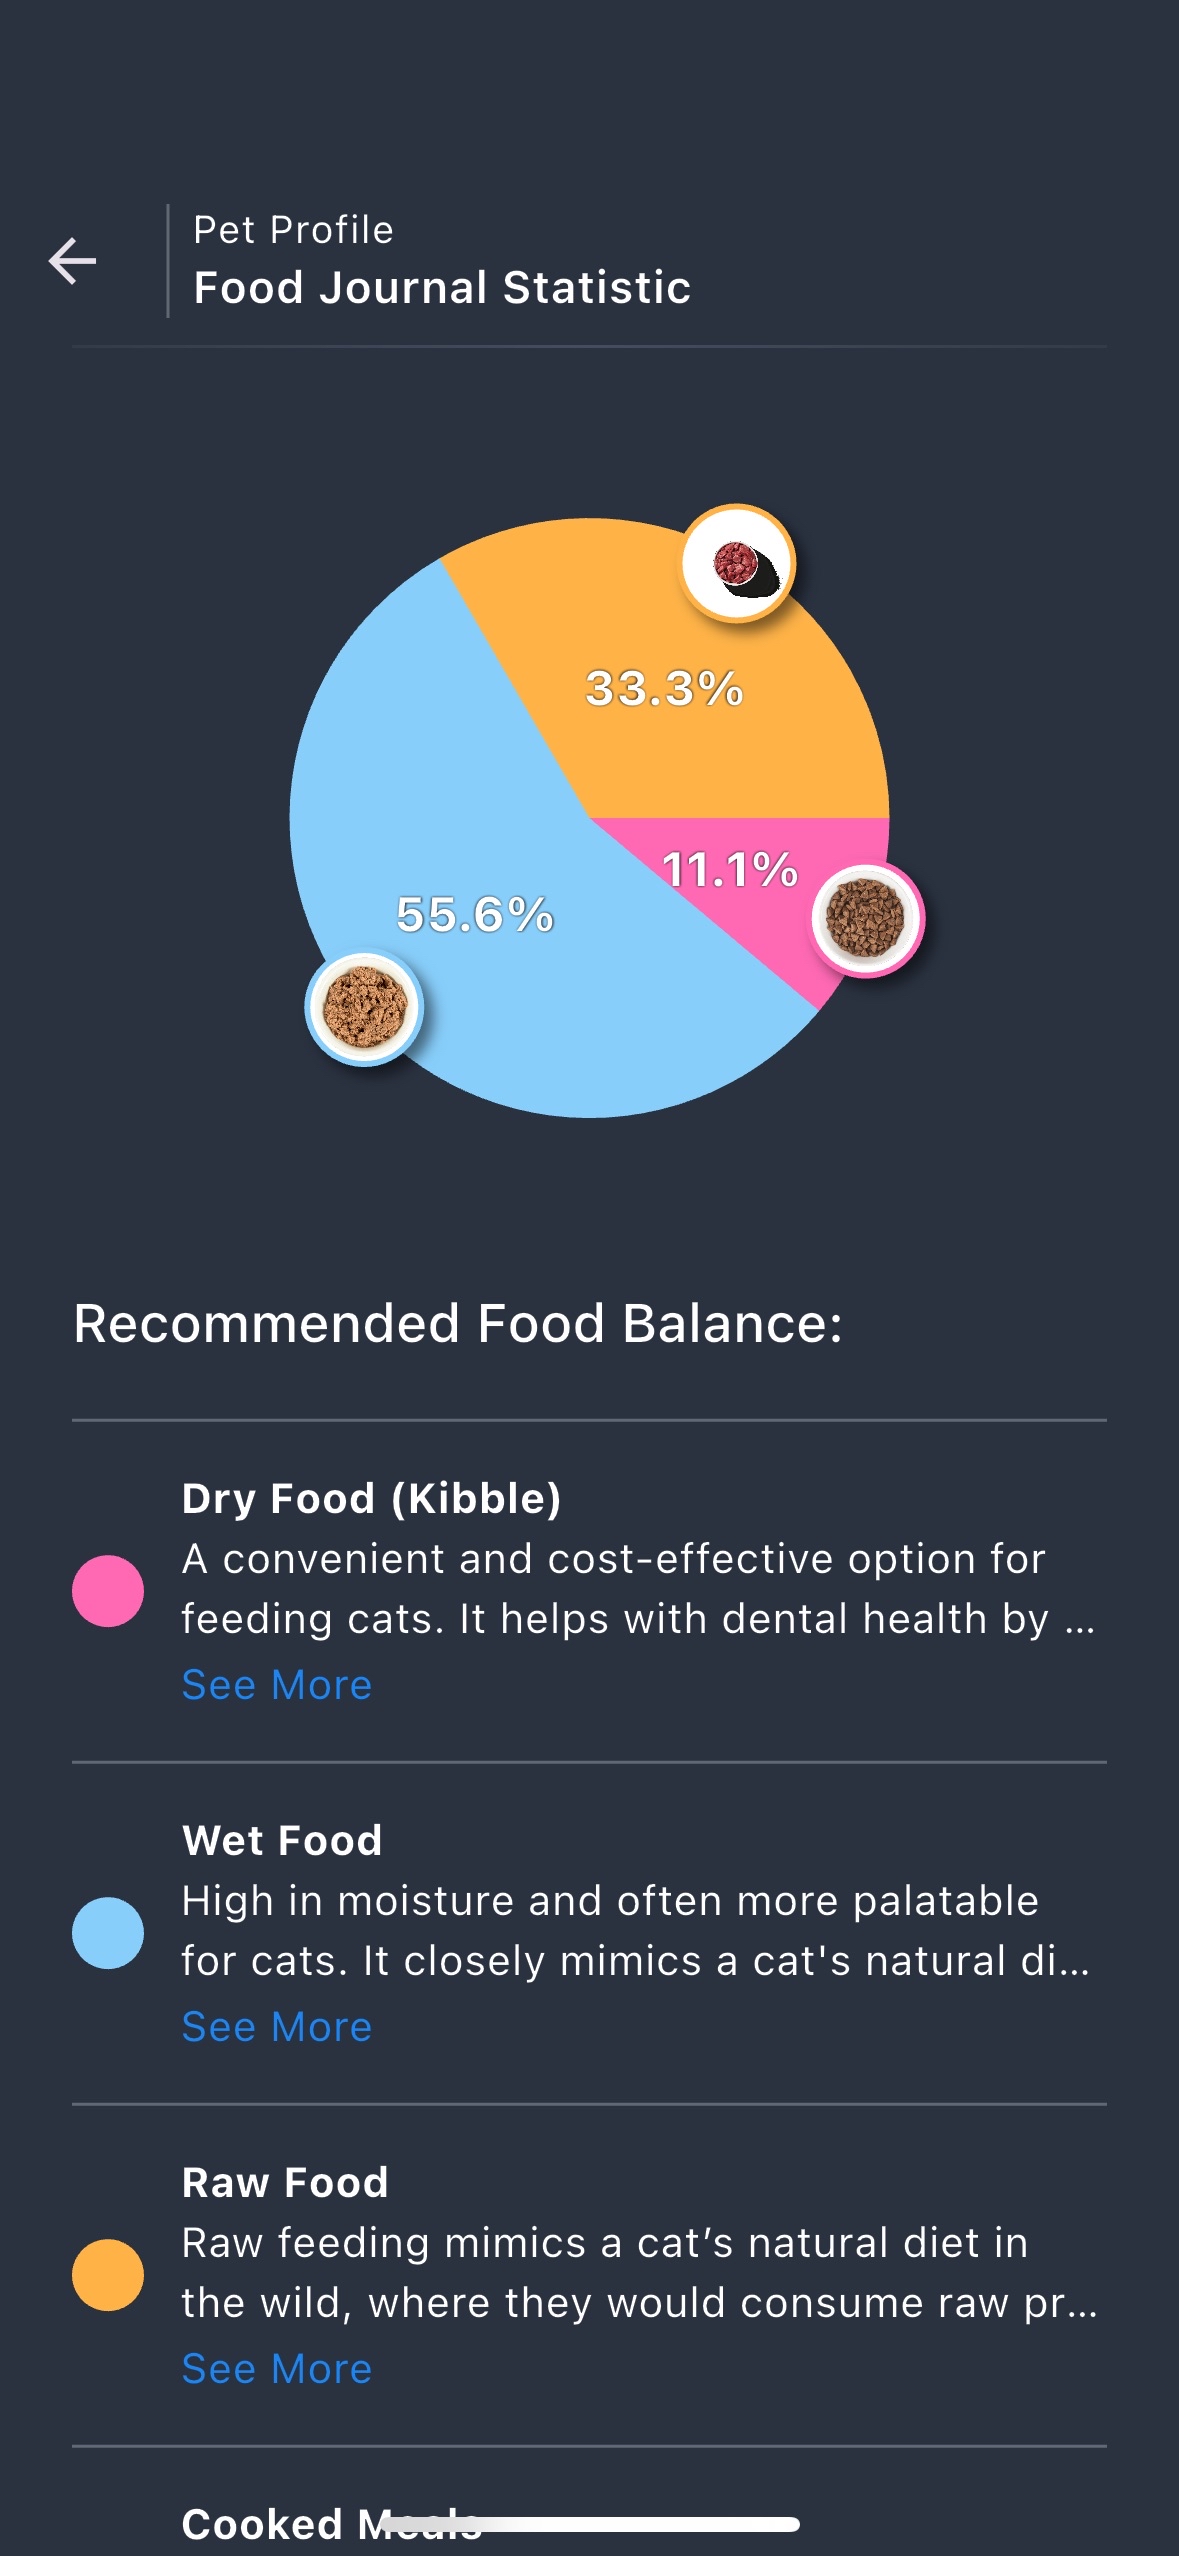 Pet Profile
Food Journal Statistic
33.3%
11.1%
55.6%
Recommended Food Balance:
Dry Food (Kibble)
A convenient and cost-effective option for
feeding cats. It helps with dental health by ...
See More
Wet Food
High in moisture and often more palatable
for cats. It closely mimics a cat's natural di...
See More
Raw Food
Raw feeding mimics a cat’s natural diet in
the wild, where they would consume raw pr...
See More
Cooked Meals